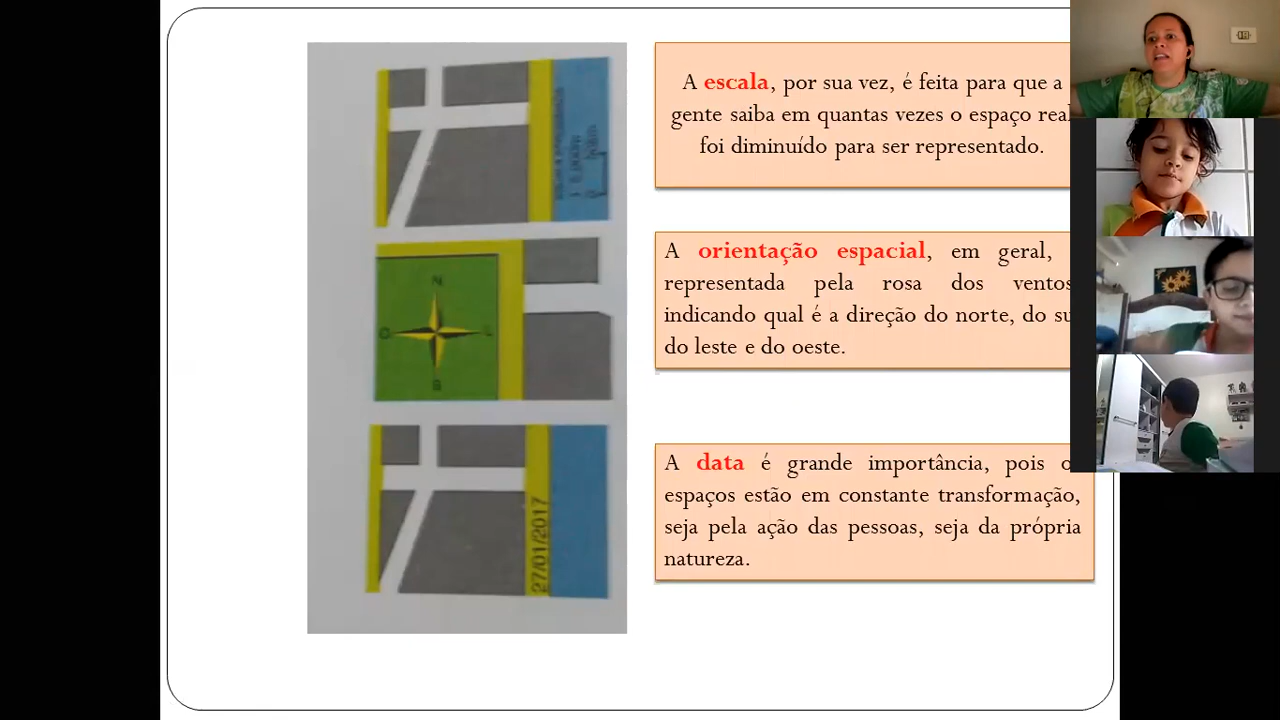 A escala, por sua vez, é feita para que a
gente saiba em quantas vezes o espaço real
foi diminuído para ser representado.
A orientação espacial, em geral,
representada pela rosa dos ventos
indicando qual é a direção do norte, do su
do leste e do oeste.
A data é grande importância, pois o
espaços estão em constante transformação,
seja pela ação das pessoas, seja da própria
natureza.
N
O
L
S
27/01/2017